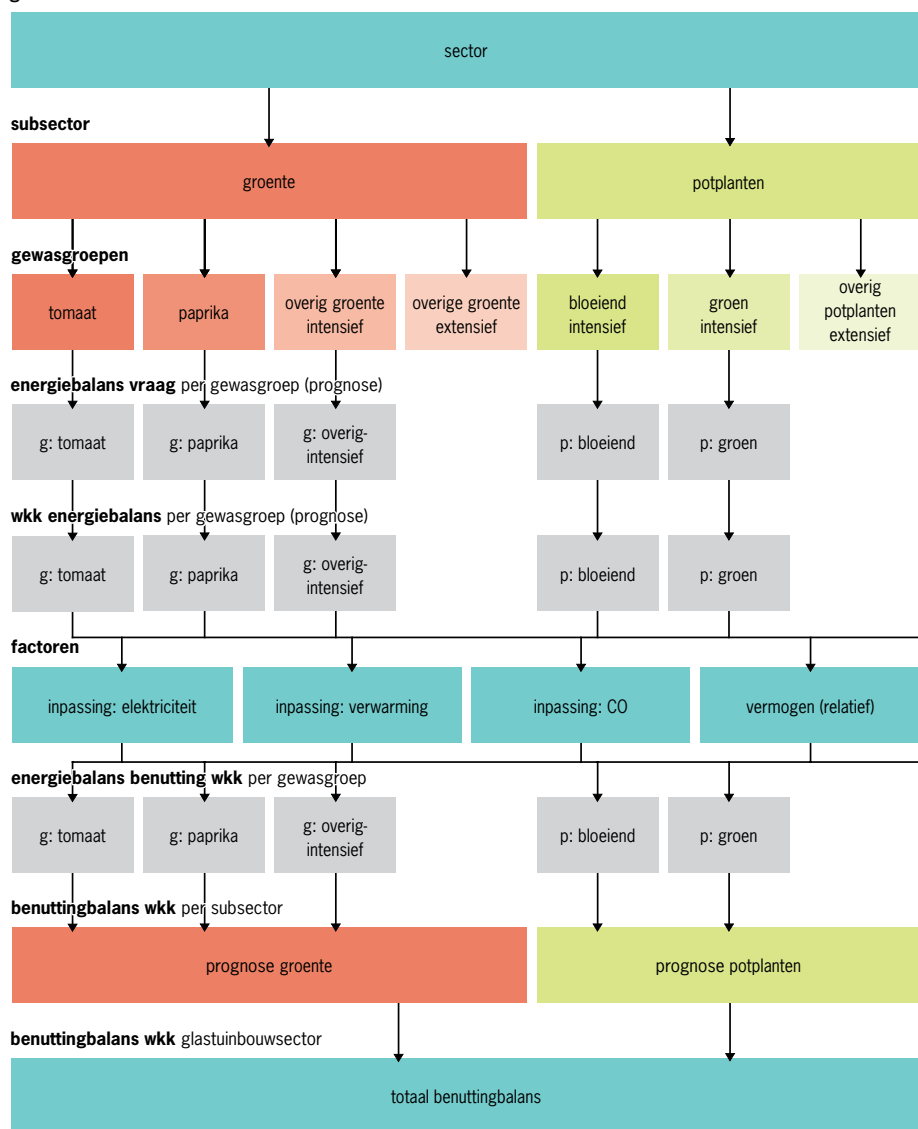 sector
subsector
groente
potplanten
gewasgroepen
tomaat
paprika
overig groente
intensief
overige groente
extensief
bloeiend
intensief
groen
intensief
overig
potplanten
extensief
energiebalans vraag per gewasgroep (prognose)
g: tomaat
g: paprika
g: overig-
intensief
p: bloeiend
p: groen
wkk energiebalans per gewasgroep (prognose)
g: tomaat
g: paprika
g: overig-
intensief
p: bloeiend
p: groen
factoren
inpassing: elektriciteit
inpassing: verwarming
inpassing: CO
vermogen (relatief)
energiebalans benutting wkk per gewasgroep
g: tomaat
g: paprika
g: overig-
intensief
p: bloeiend
p: groen
benuttingbalans wkk per subsector
prognose groente
prognose potplanten
benuttingbalans wkk glastuinbouwsector
totaal benuttingbalans